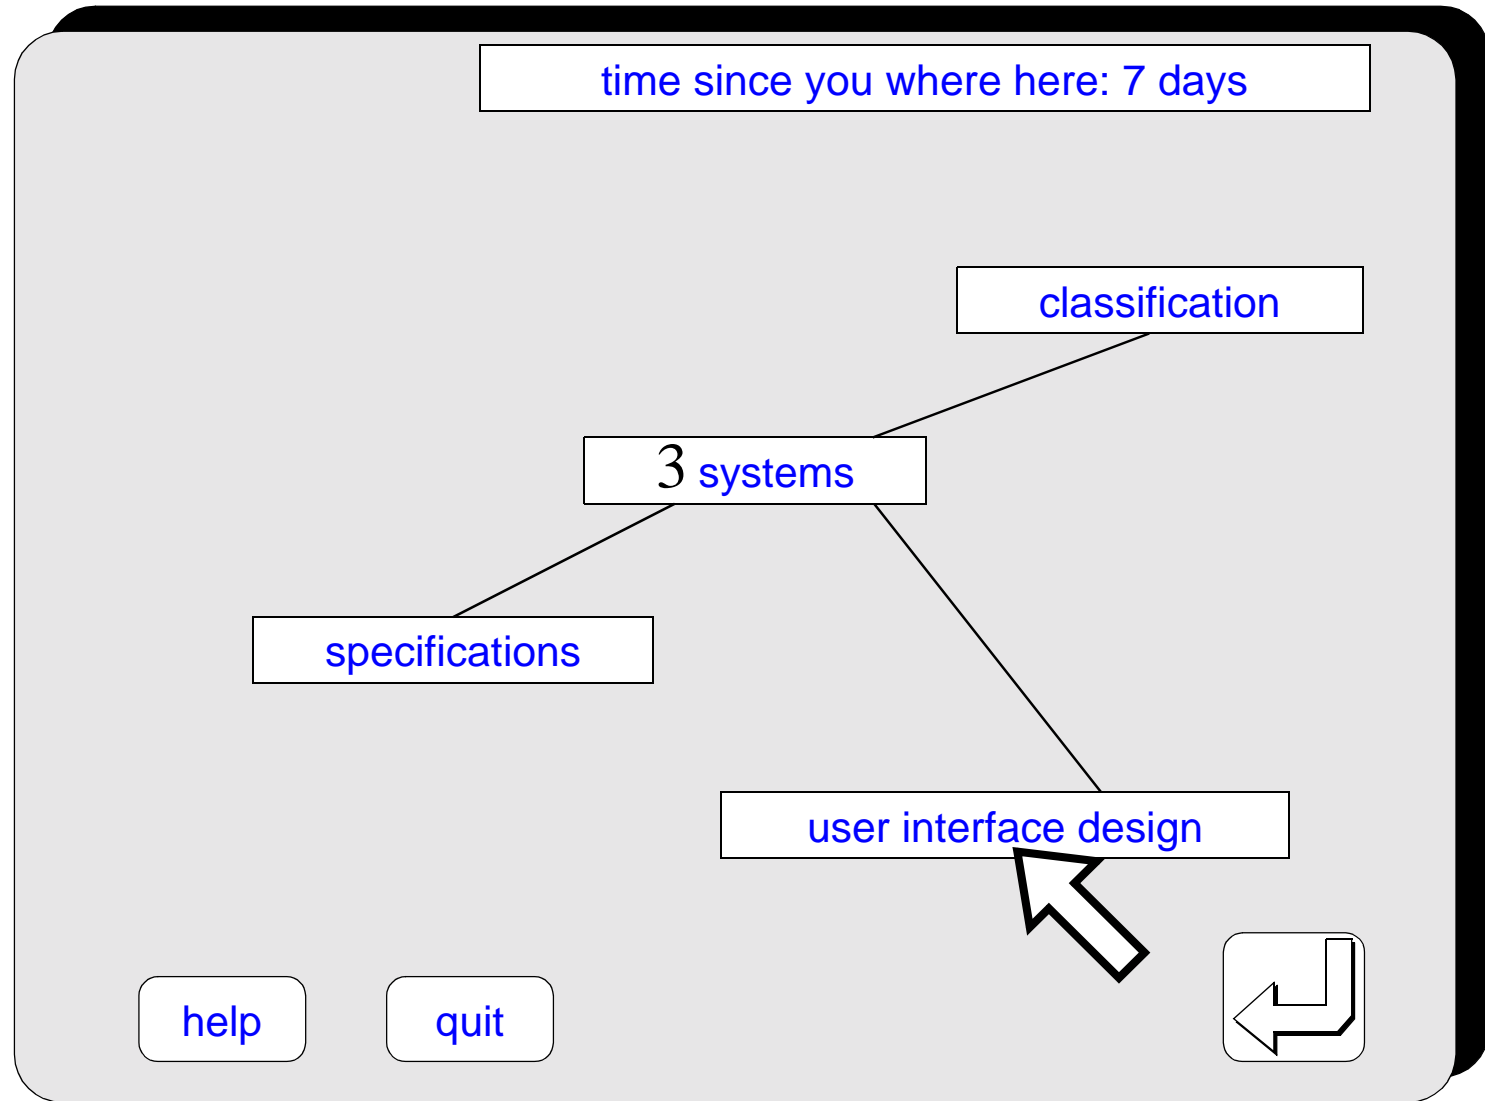 time since you where here: 7 days
classification
3 systems
specifications
user interface design
help
quit